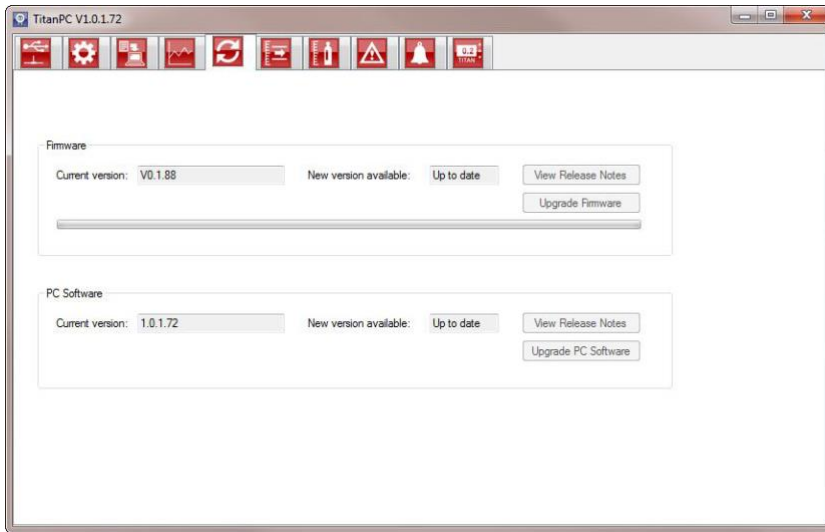 TitanPC V1.0.1.72
0.2
TITAN
Firmware
Current version: V0.1.88 New version available: Up to date View Release Notes
Upgrade Firmware
PC Software
Current version: 1.0.1.72 New version available: Up to date View Release Notes
Upgrade PC Software